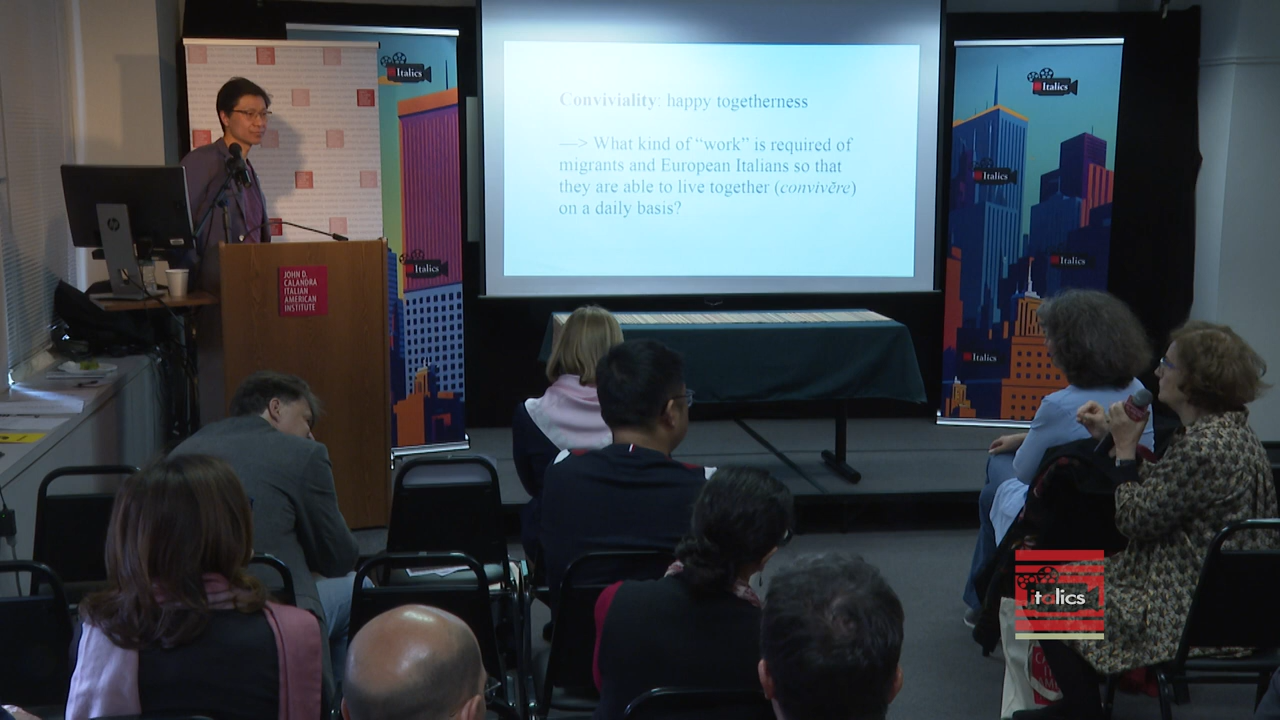 Italics
Italics
Conviviality: happy togetherness
—> What kind of “work” is required of
migrants and European Italians so that
they are able to live together (convivĕre)
on a daily basis?
Italics
Italics
Italics
Italics
JOHN D.
CALANDRA
ITALIAN
AMERICAN
INSTITUTE
italics